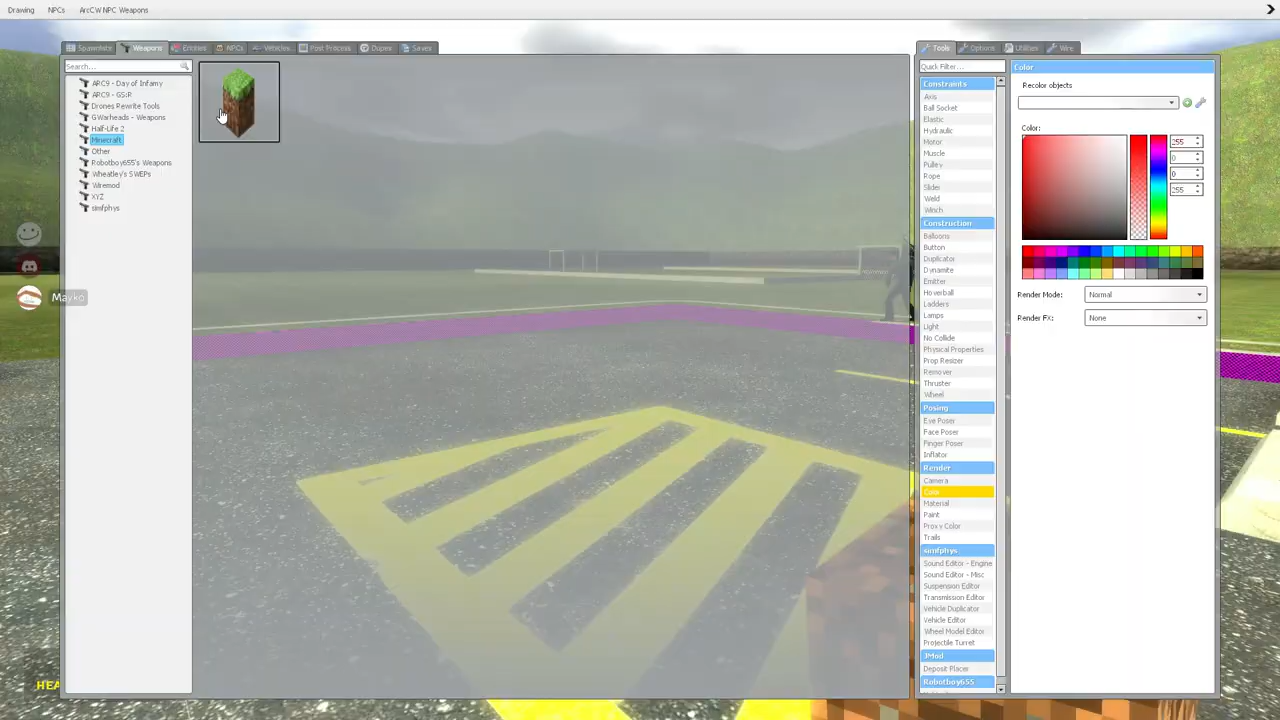 Drawing NPCs ArcCW NPC Weapons
Spawnlists Weapons Entities NPCs Vehicles Post Process Dupes Saves
Search...
ARC9 - Day of Infamy
ARC9 - GSR
Drones Rewrite Tools
GWarheads - Weapons
Half-Life 2
Minecraft
Other
Robotboy655's Weapons
Wheatley's SWEPs
Wiremod
XYZ
simfphys
Mayko
HEA
Tools Options Utilities Wire
Quick Filter...
Constraints
Axis
Ball Socket
Elastic
Hydraulic
Motor
Muscle
Pulley
Rope
Slider
Weld
Winch
Construction
Balloons
Button
Duplicator
Dynamite
Emitter
Hoverball
Ladders
Lamps
Light
No Collide
Physical Properties
Prop Resizer
Remover
Thruster
Wheel
Posing
Eye Poser
Face Poser
Finger Poser
Inflator
Render
Camera
Color
Material
Paint
Proxy Color
Trails
simfphys
Sound Editor - Engine
Sound Editor - Misc
Suspension Editor
Transmission Editor
Vehicle Duplicator
Vehicle Editor
Wheel Model Editor
Projectile Turret
JMod
Deposit Placer
Robotboy655
Color
Recolor objects
Color:
255
0
0
255
Render Mode: Normal
Render FX: None